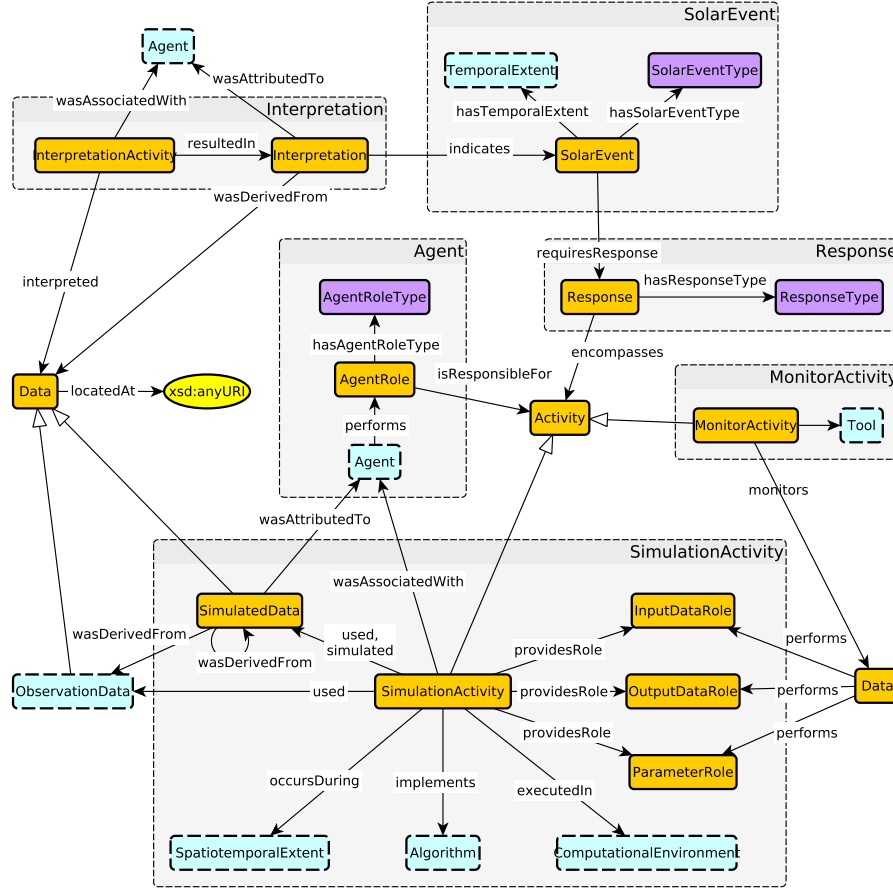 SolarEvent
Agent
TemporalExtent
SolarEventType
wasAttributedTo
wasAssociatedWith
Interpretation
hasTemporalExtent
hasSolarEventType
InterpretationActivity
resultedIn
Interpretation
indicates
SolarEvent
wasDerivedFrom
Agent
requiresResponse
Response
interpreted
AgentRoleType
Response
hasResponseType
ResponseType
hasAgentRoleType
encompasses
isResponsibleFor
MonitorActivity
Data
locatedAt
xsd:anyURI
AgentRole
performs
Activity
MonitorActivity
Tool
Agent
monitors
wasAttributedTo
SimulationActivity
wasAssociatedWith
SimulatedData
InputDataRole
wasDerivedFrom
used,
simulated
providesRole
performs
wasDerivedFrom
ObservationData
used
SimulationActivity
providesRole
OutputDataRole
performs
Data
providesRole
performs
ParameterRole
occursDuring
implements
executedIn
SpatiotemporalExtent
Algorithm
ComputationalEnvironment